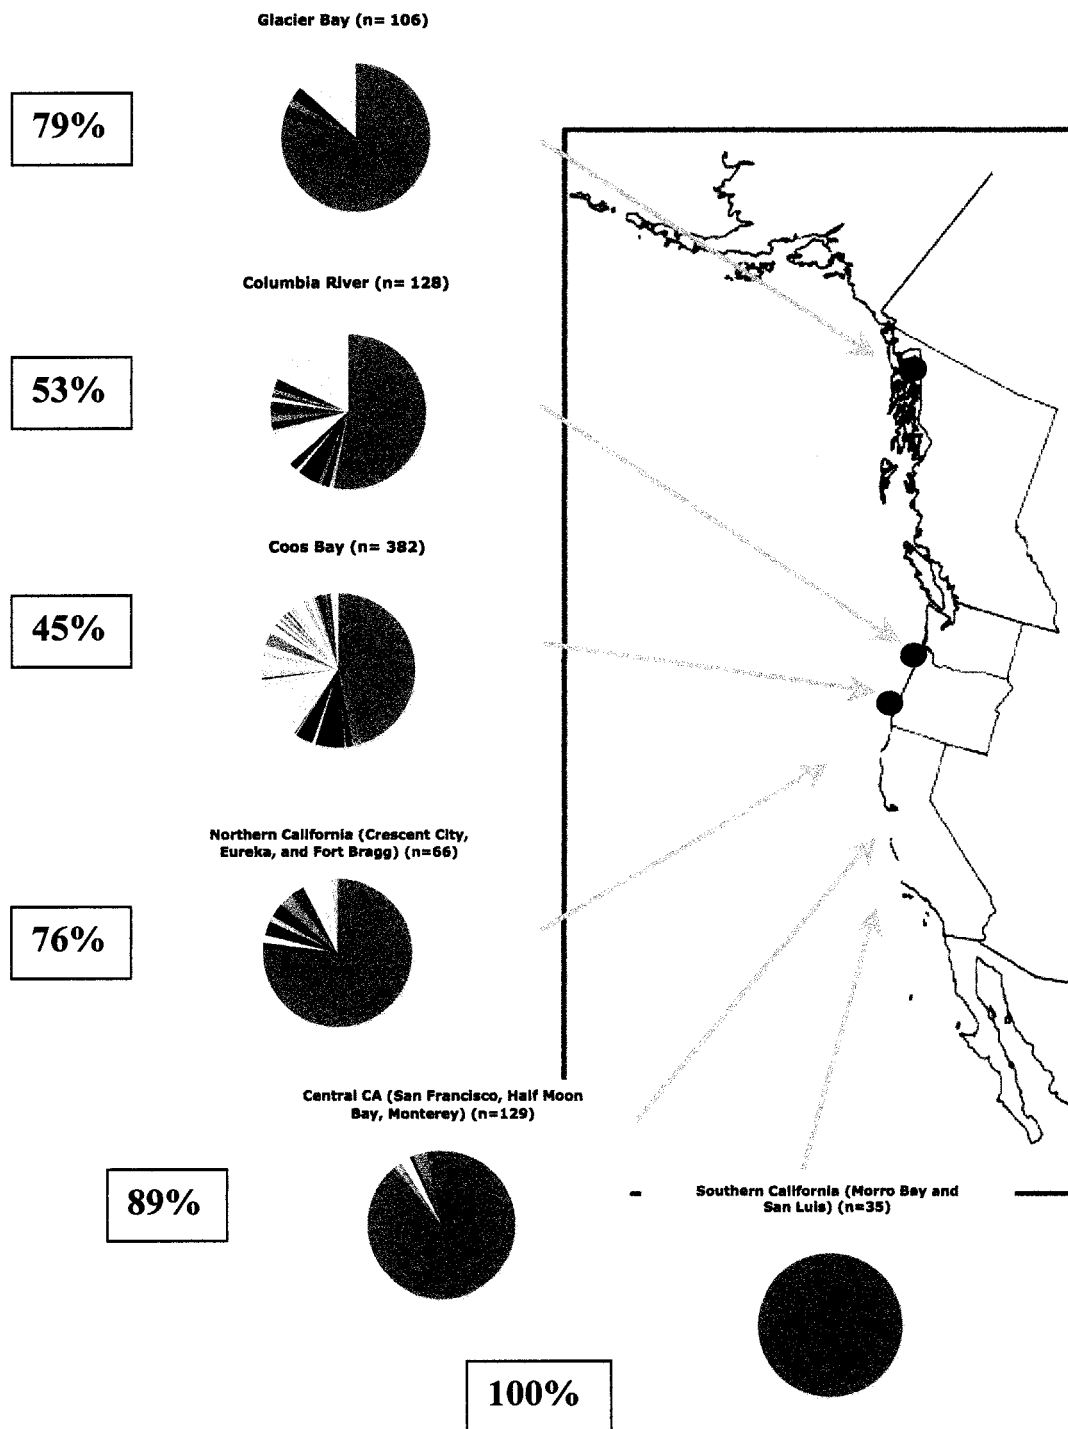 Glacier Bay (n= 106)
79%
Columbia River (n= 128)
53%
Coos Bay (n= 382)
45%
Northern California (Crescent City,
Eureka, and Fort Bragg) (n=66)
76%
Central CA (San Francisco, Half Moon
Bay, Monterey) (n=129)
89%
Southern California (Morro Bay and
San Luis) (n=35)
100%